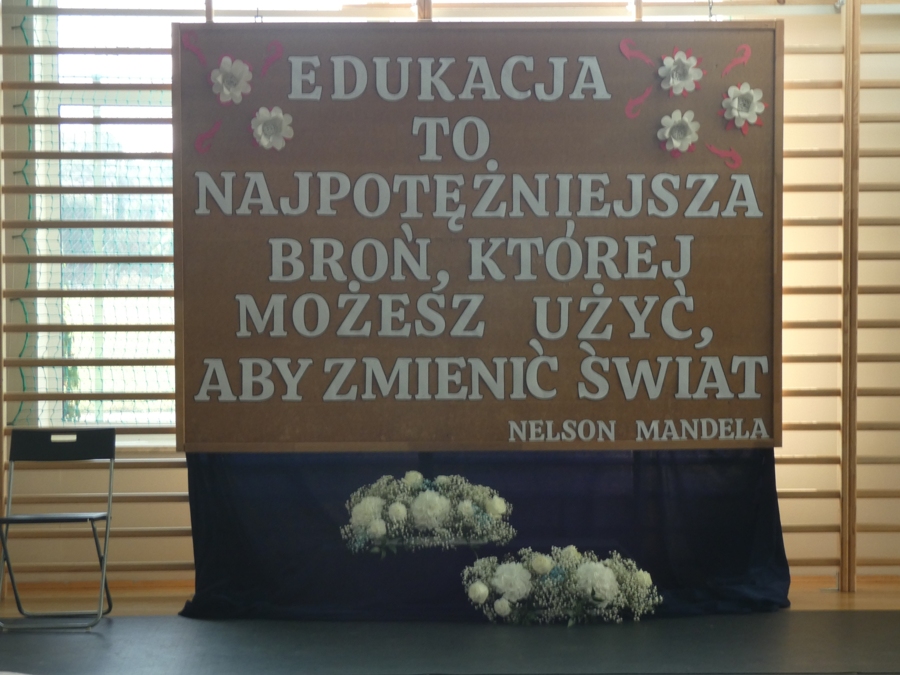 EDUKACJA
TO
NAJPOTĘŻNIEJSZA
BROŃ, KTÓREJ
MOŻESZ UŻYĆ,
ABY ZMIENIĆ ŚWIAT
NELSON MANDELA